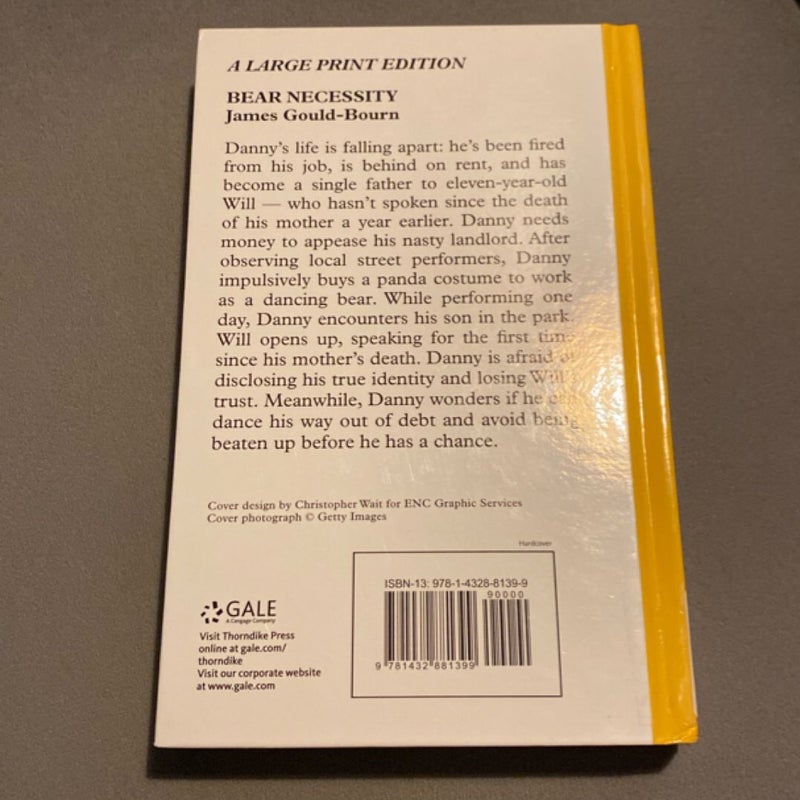 A LARGE PRINT EDITION
BEAR NECESSITY
James Gould-Bourn
Danny's life is falling apart: he's been fired
from his job, is behind on rent, and has
become a single father to eleven-year-old
Will — who hasn't spoken since the death
of his mother a year earlier. Danny needs
money to appease his nasty landlord. After
observing local street performers, Danny
impulsively buys a panda costume to work
as a dancing bear. While performing one
day, Danny encounters his son in the park.
Will opens up, speaking for the first time
since his mother's death. Danny is afraid of
disclosing his true identity and losing Will's
trust. Meanwhile, Danny wonders if he can
dance his way out of debt and avoid being
beaten up before he has a chance.
Cover design by Christopher Wait for ENC Graphic Services
Cover photograph © Getty Images
Hardcover
ISBN-13: 978-1-4328-8139-9
90000
9 781432 881399
GALE
A Cengage Company
Visit Thorndike Press
online at gale.com/
thorndike
Visit our corporate website
at www.gale.com